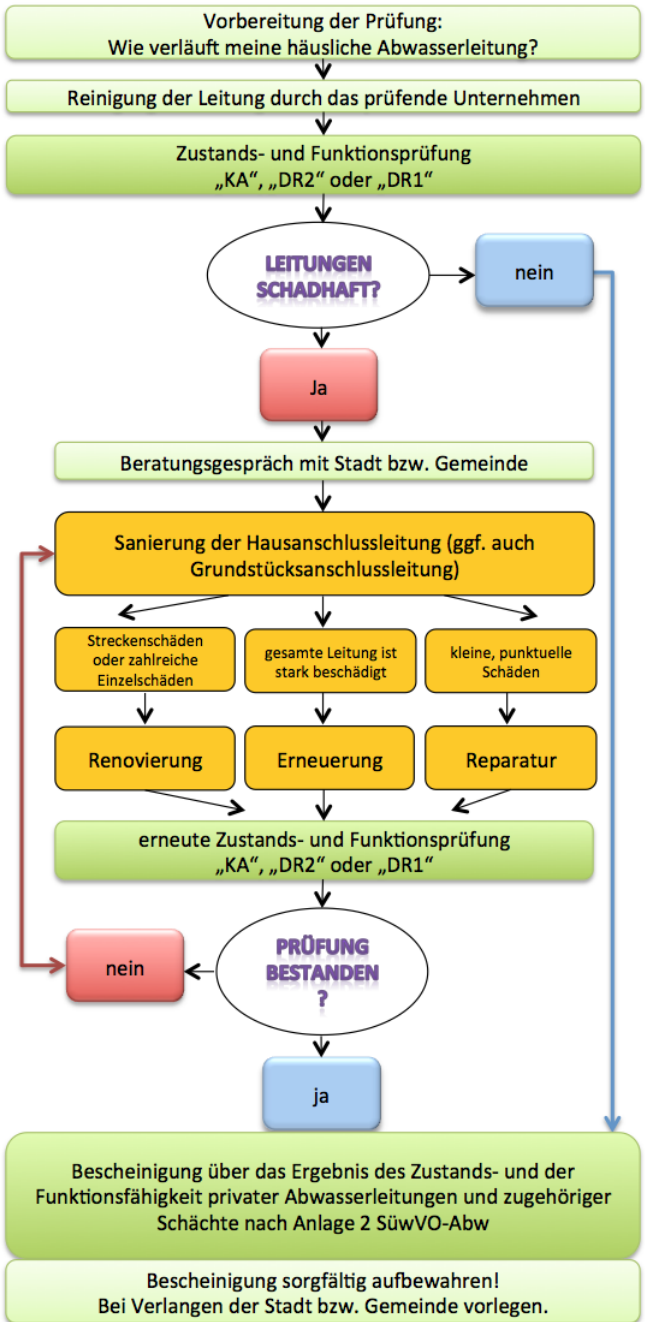 Vorbereitung der Prüfung:
Wie verläuft meine häusliche Abwasserleitung?
Reinigung der Leitung durch das prüfende Unternehmen
Zustands- und Funktionsprüfung
„KA“, „DR2“ oder „DR1“
LEITUNGEN
SCHADHAFT?
nein
Ja
Beratungsgespräch mit Stadt bzw. Gemeinde
Sanierung der Hausanschlussleitung (ggf. auch
Grundstücksanschlussleitung)
Streckenschäden
oder zahlreiche
Einzelschäden
gesamte Leitung ist
stark beschädigt
kleine, punktuelle
Schäden
Renovierung
Erneuerung
Reparatur
erneute Zustands- und Funktionsprüfung
„KA“, „DR2“ oder „DR1“
PRÜFUNG
BESTANDEN
?
nein
ja
Bescheinigung über das Ergebnis des Zustands- und der
Funktionsfähigkeit privater Abwasserleitungen und zugehöriger
Schächte nach Anlage 2 SüwVO-Abw
Bescheinigung sorgfältig aufbewahren!
Bei Verlangen der Stadt bzw. Gemeinde vorlegen.